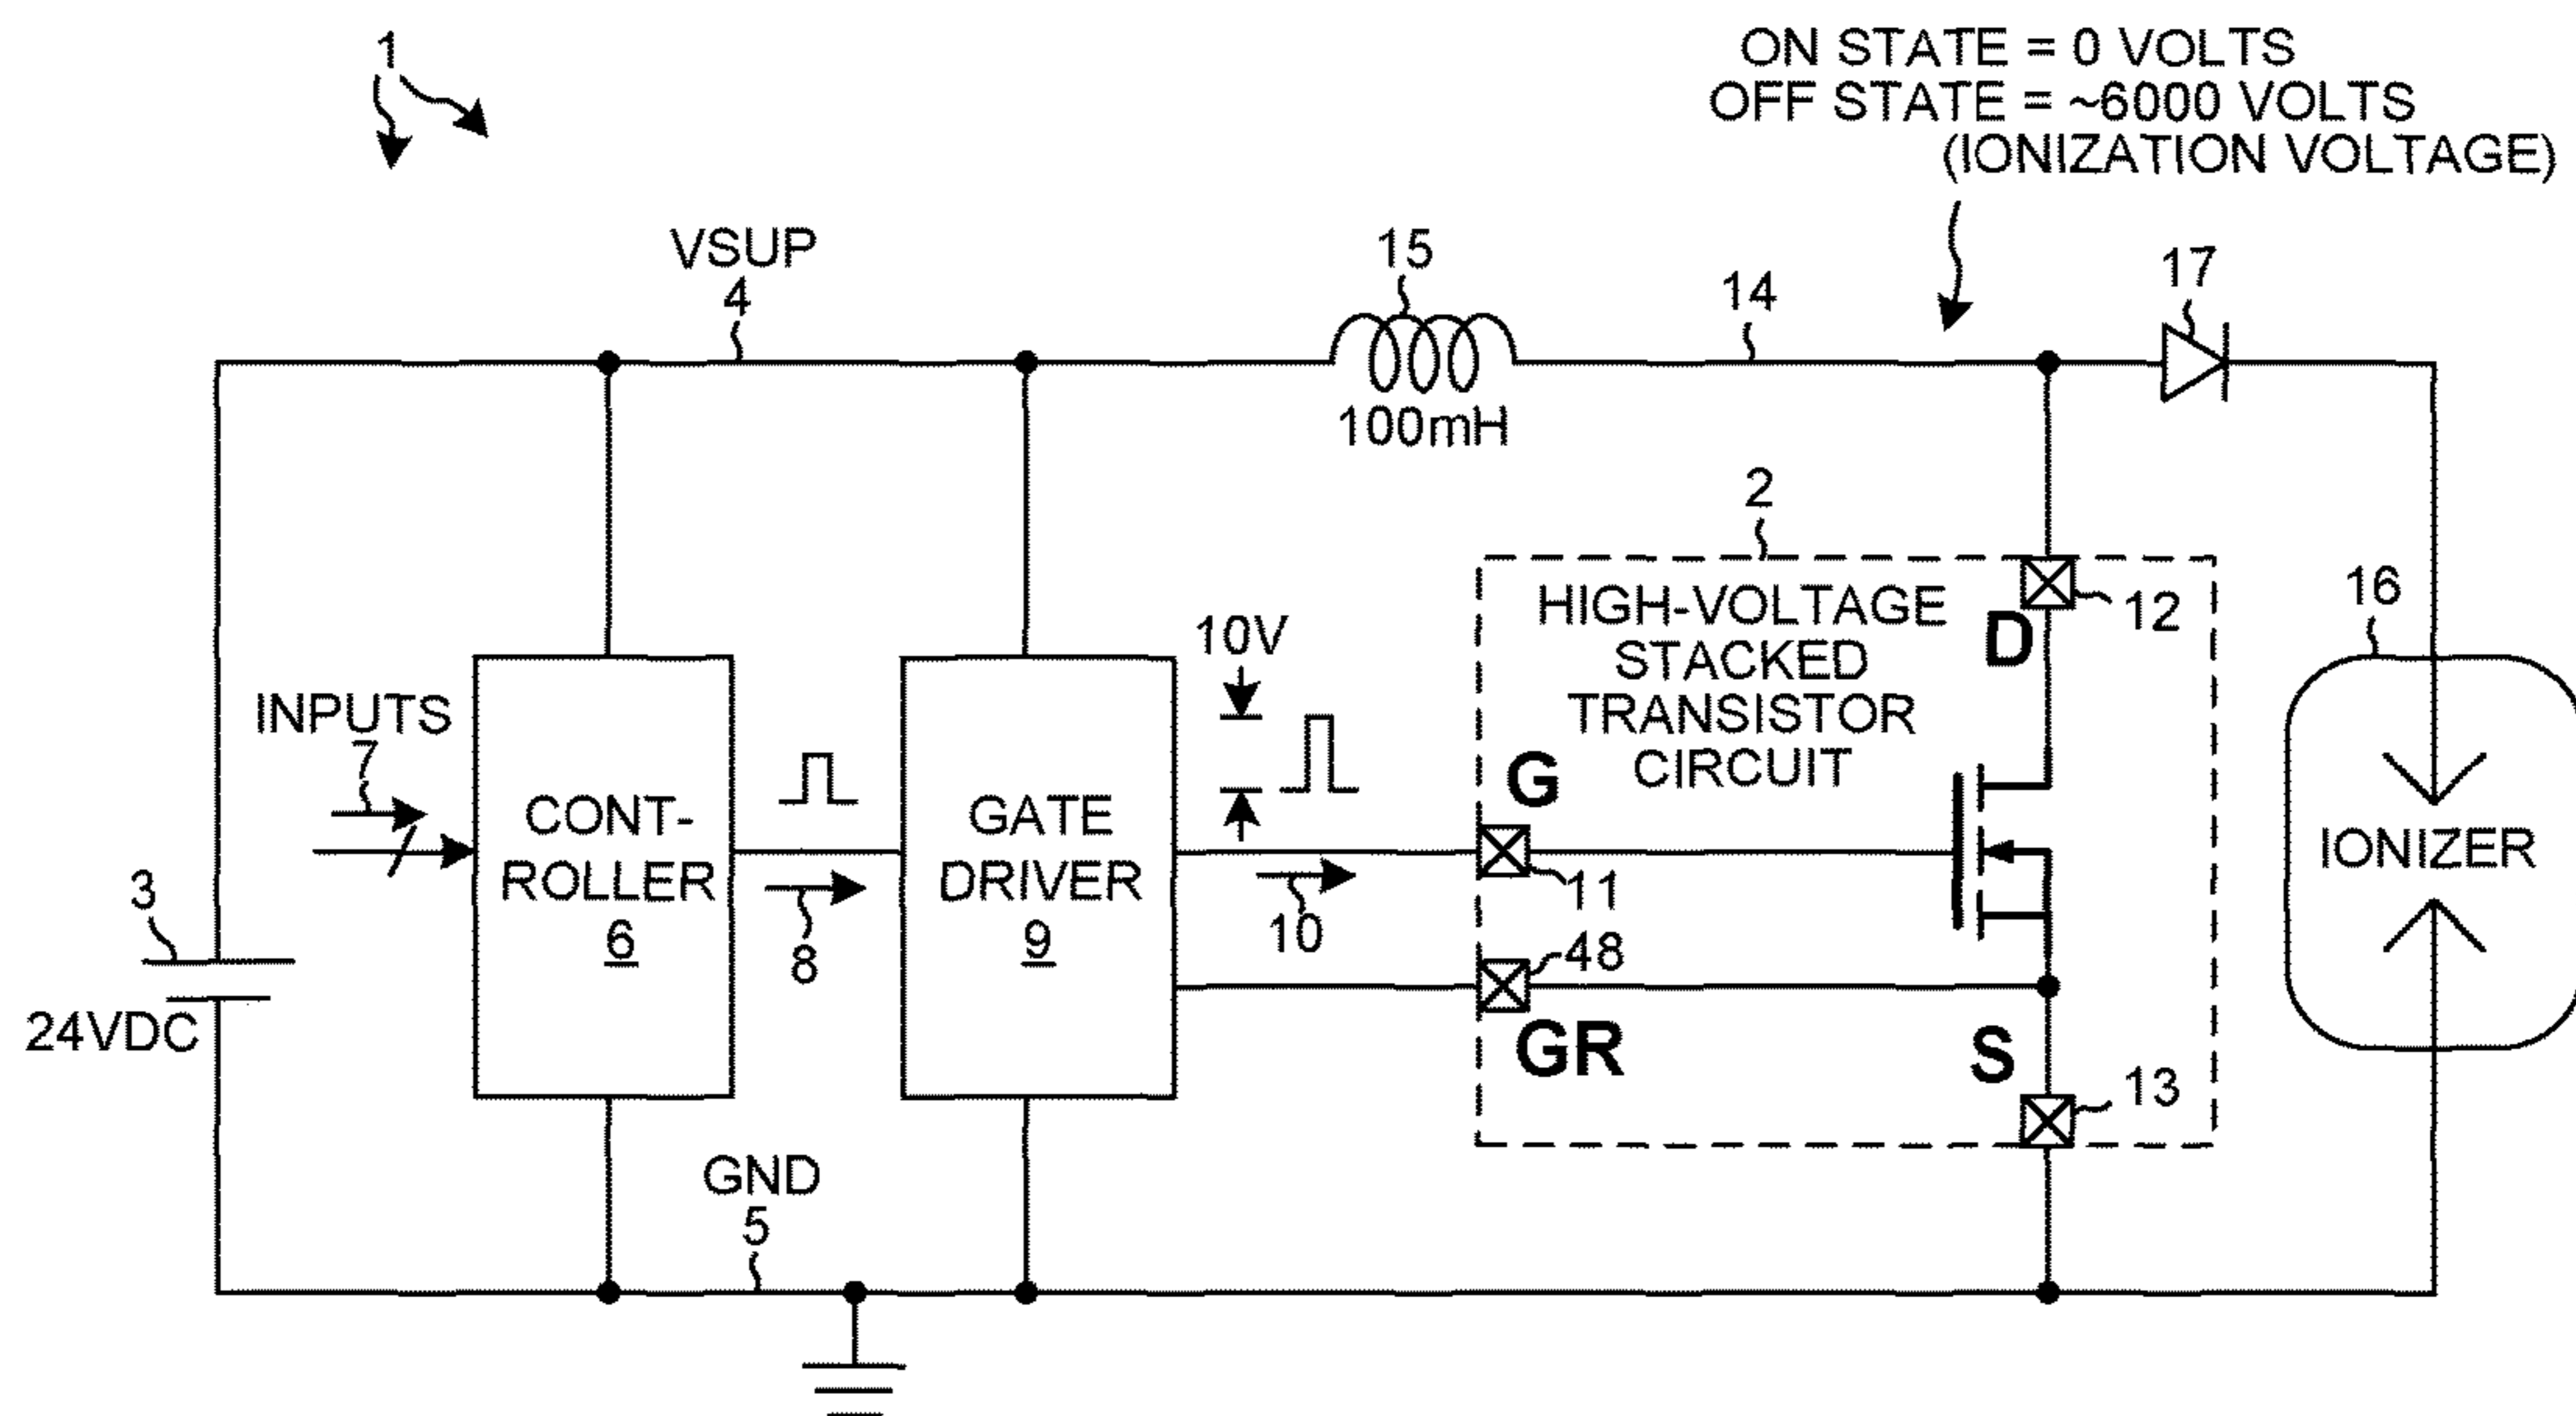 1
ON STATE = 0 VOLTS
OFF STATE = ~6000 VOLTS
(IONIZATION VOLTAGE)
VSUP
4
15
100mH
14
17
2
HIGH-VOLTAGE
STACKED
TRANSISTOR
CIRCUIT
D
12
16
IONIZER
INPUTS
7
CONT-
ROLLER
6
8
GATE
DRIVER
9
10V
10
G
11
48
GR
S
13
3
24VDC
GND
5